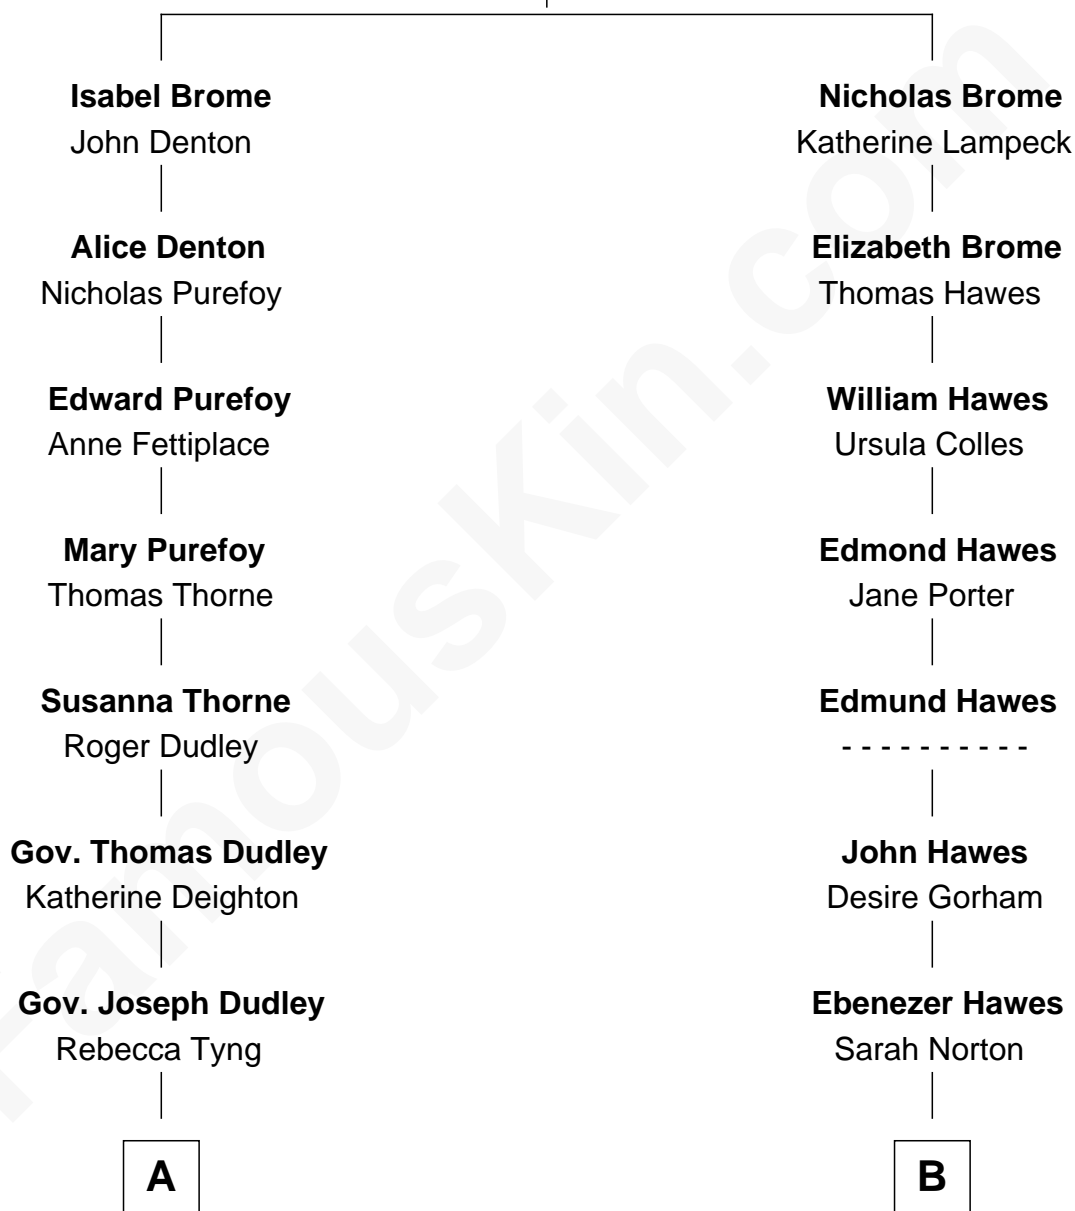 Isabel Brome
John Denton
Alice Denton
Nicholas Purefoy
Edward Purefoy
Anne Fettiplace
Mary Purefoy
Thomas Thorne
Susanna Thorne
Roger Dudley
Gov. Thomas Dudley
Katherine Deighton
Gov. Joseph Dudley
Rebecca Tyng
A
Nicholas Brome
Katherine Lampeck
Elizabeth Brome
Thomas Hawes
William Hawes
Ursula Colles
Edmond Hawes
Jane Porter
Edmund Hawes
- - - - - - - - - -
John Hawes
Desire Gorham
Ebenezer Hawes
Sarah Norton
B
FamousKin.com